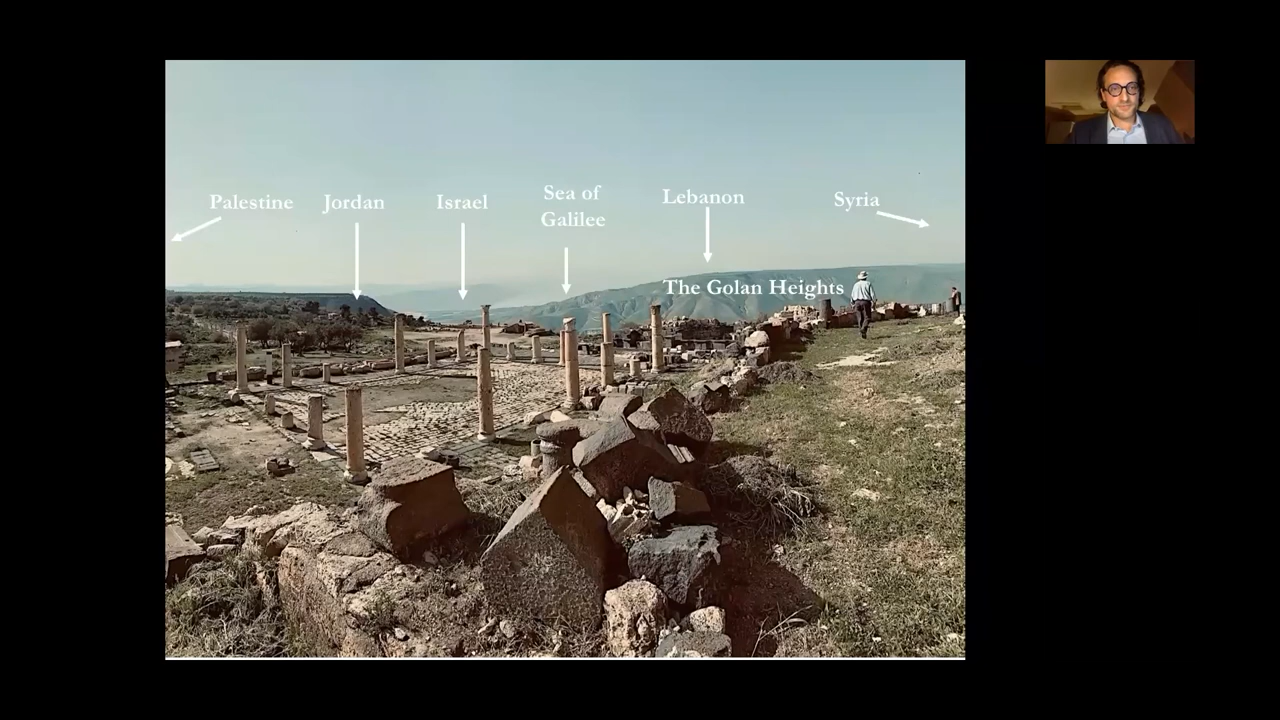 Palestine
Jordan
Israel
Sea of
Galilee
Lebanon
Syria
The Golan Heights